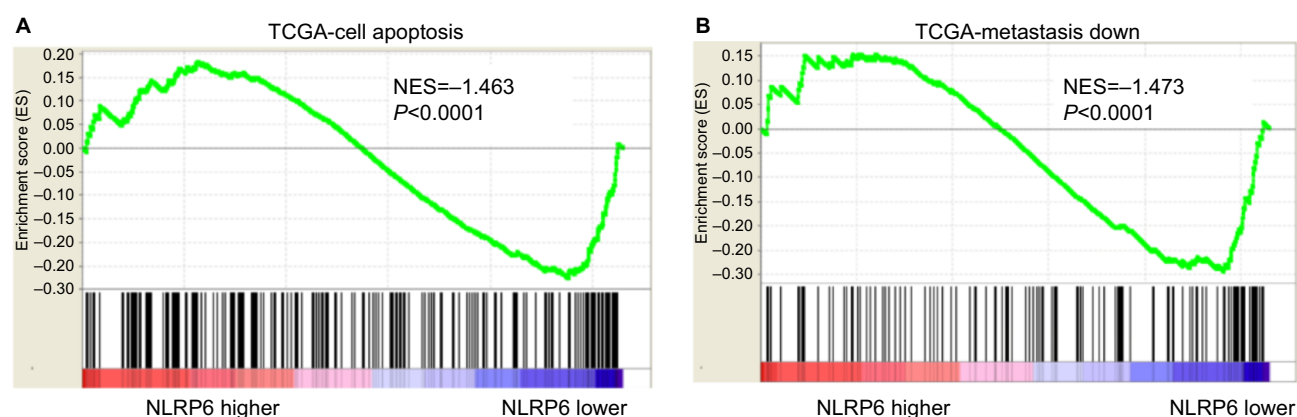 A
TCGA-cell apoptosis
NES=–1.463
P<0.0001
Enrichment score (ES)
0.20
0.15
0.10
0.05
0.00
–0.05
–0.10
–0.15
–0.20
–0.20
–0.30
NLRP6 higher
NLRP6 lower
B
TCGA-metastasis down
NES=–1.473
P<0.0001
Enrichment score (ES)
0.15
0.10
0.05
0.00
–0.05
–0.10
–0.15
–0.20
–0.20
–0.30
NLRP6 higher
NLRP6 lower